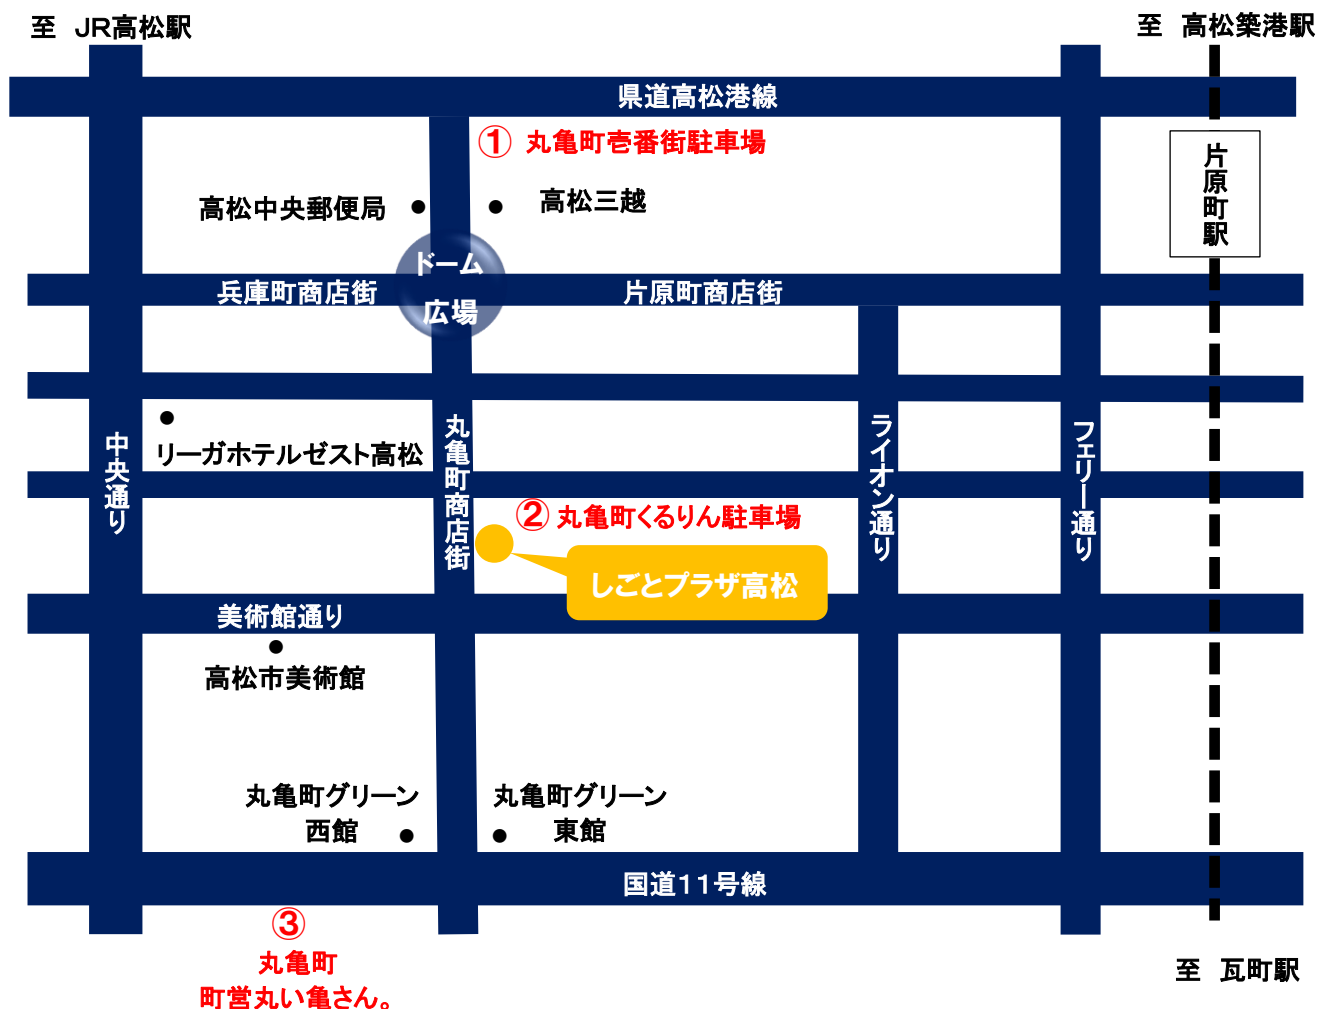 至　ＪＲ高松駅
至　高松築港駅
県道高松港線
① 丸亀町壱番街駐車場
片原町駅
高松中央郵便局
高松三越
ドーム
広場
兵庫町商店街
片原町商店街
リーガホテルゼスト高松
中央通り
丸亀町商店街
ライオン通り
フェリー通り
② 丸亀町くるりん駐車場
しごとプラザ高松
美術館通り
高松市美術館
丸亀町グリーン
西館
丸亀町グリーン
東館
国道１１号線
③
丸亀町
町営丸い亀さん。
至　瓦町駅